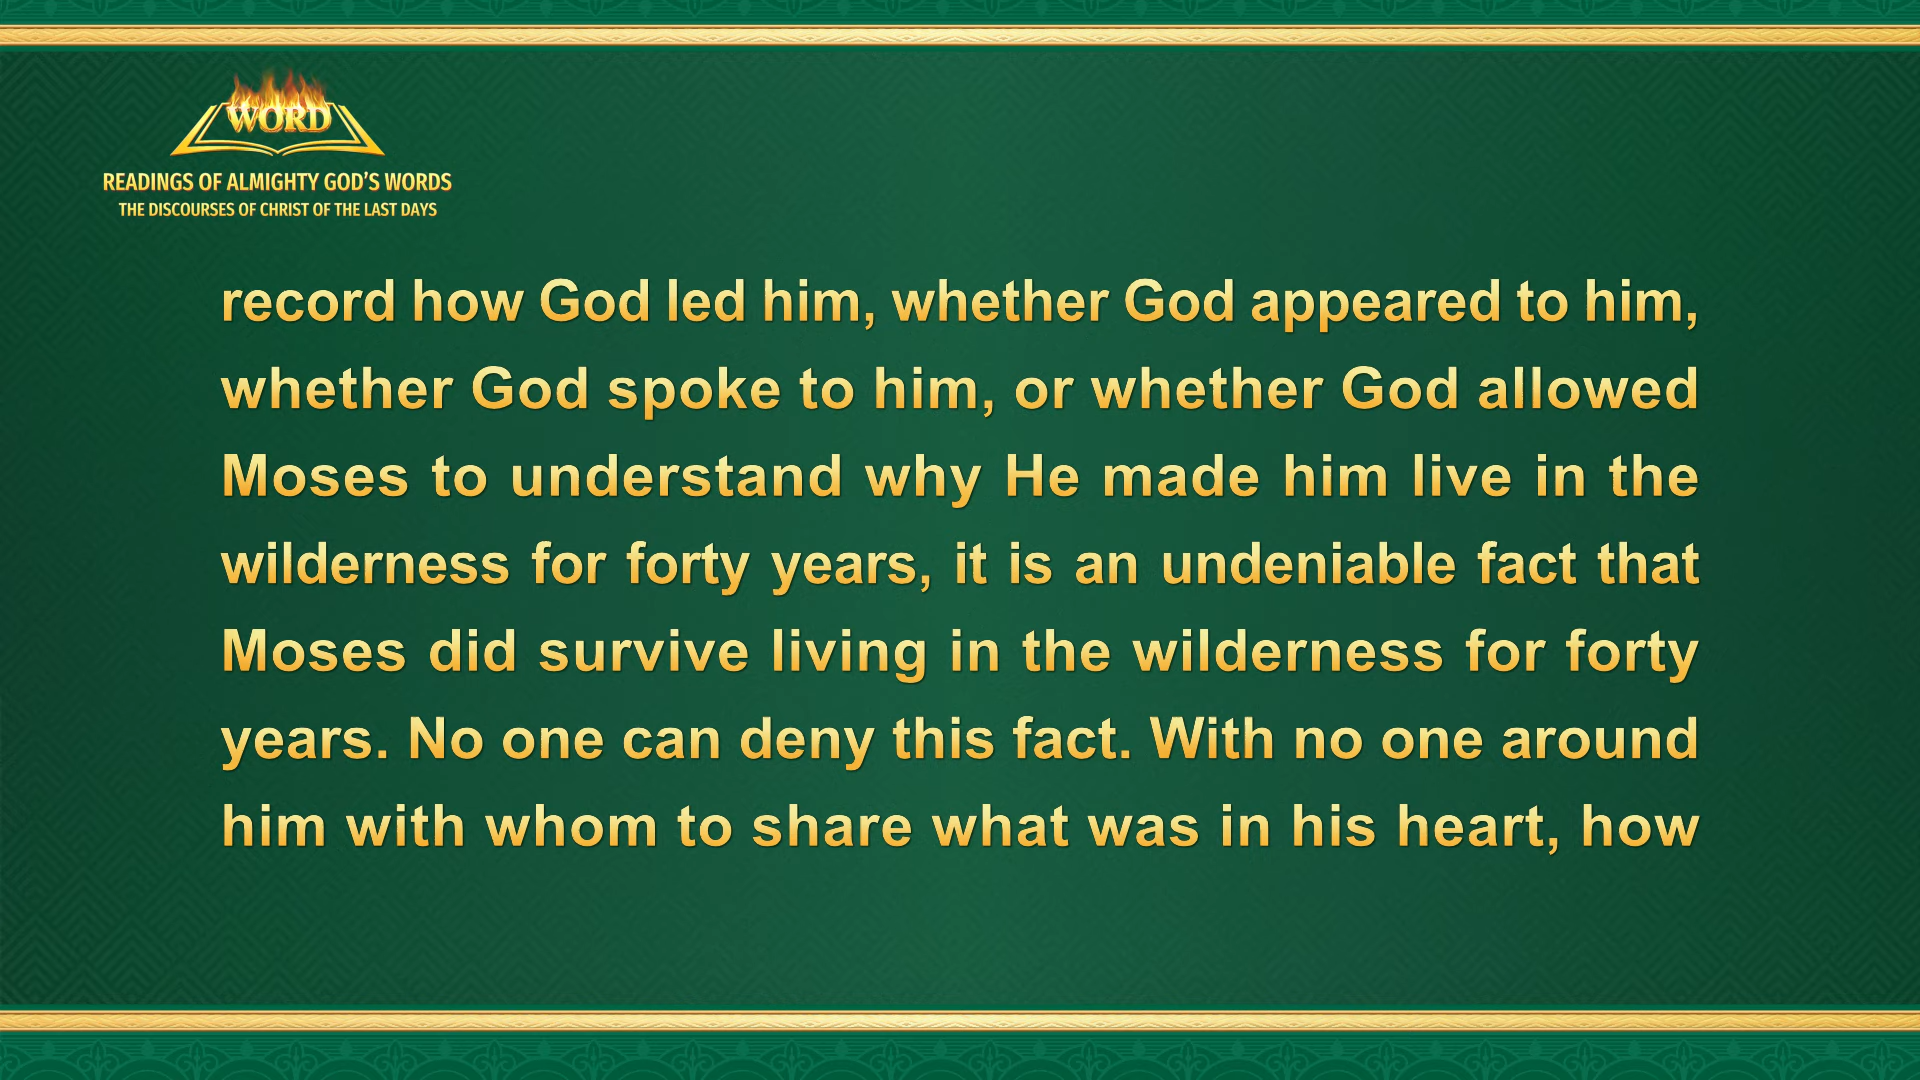 WORD
READINGS OF ALMIGHTY GOD'S WORDS
THE DISCOURSES OF CHRIST OF THE LAST DAYS
record how God led him, whether God appeared to him,
whether God spoke to him, or whether God allowed
Moses to understand why He made him live in the
wilderness for forty years, it is an undeniable fact that
Moses did survive living in the wilderness for forty
years. No one can deny this fact. With no one around
him with whom to share what was in his heart, how